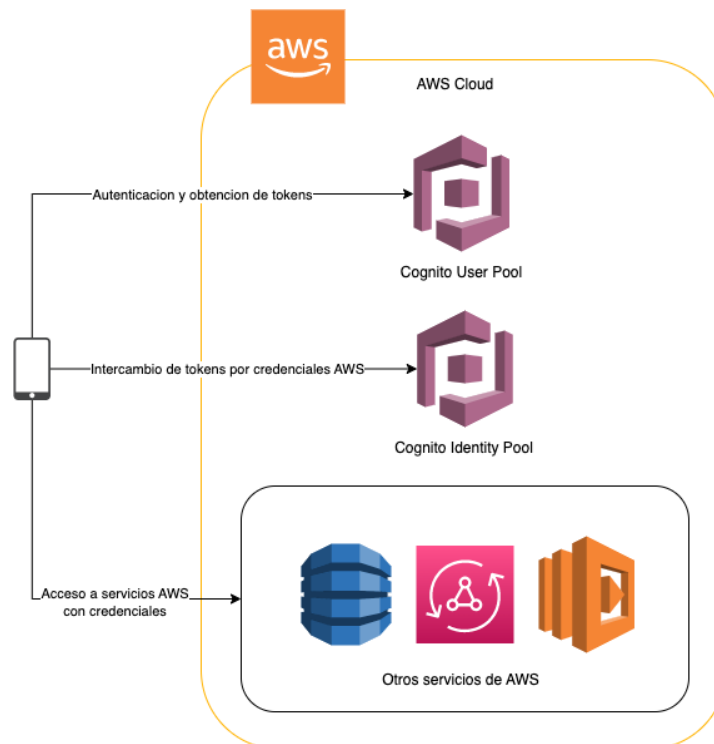 aws
AWS Cloud
Autenticacion y obtencion de tokens
Cognito User Pool
Intercambio de tokens por credenciales AWS
Cognito Identity Pool
Acceso a servicios AWS
con credenciales
Otros servicios de AWS